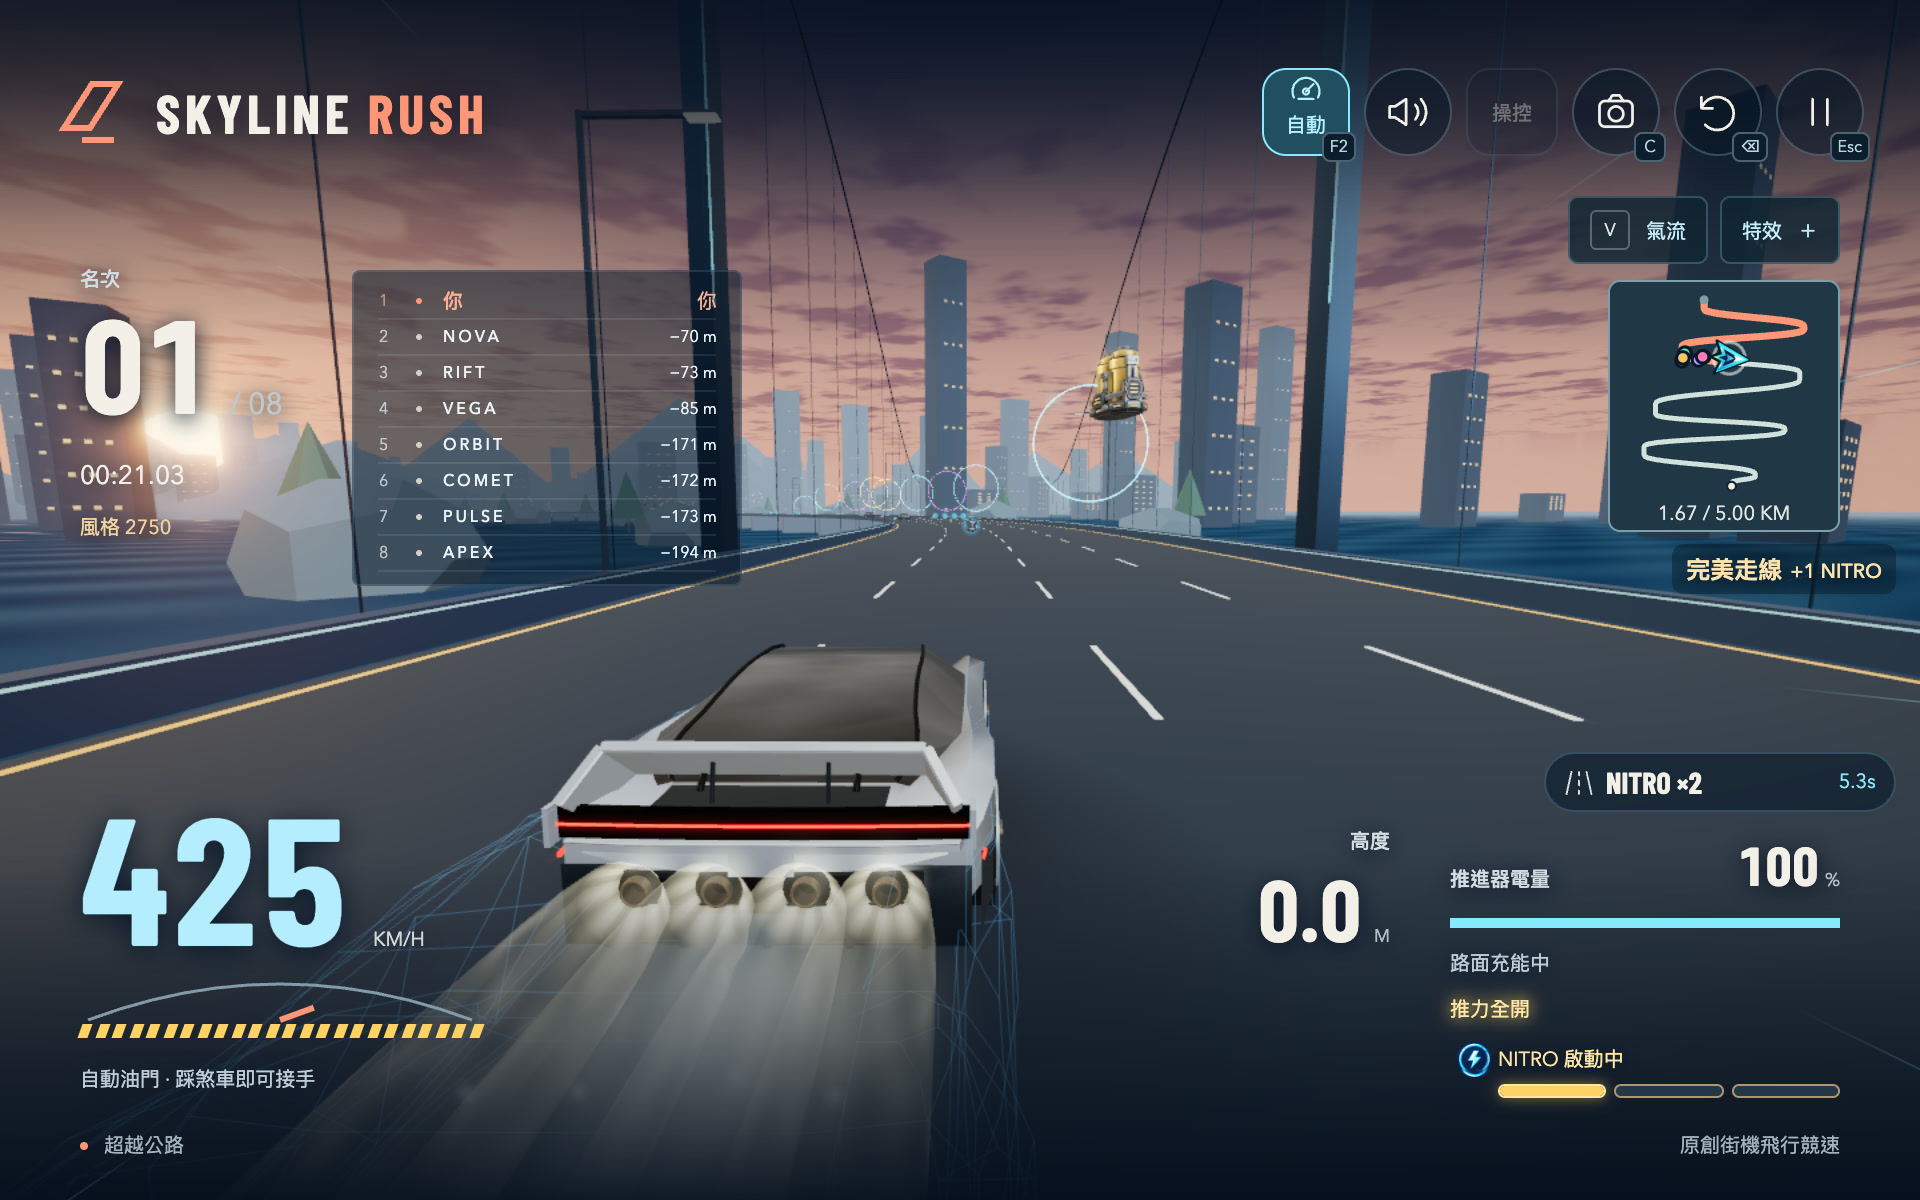 SKYLINE RUSH
自動
F2
操控
C
Esc
V 氣流
特效 +
名次
01 / 08
00:21.03
風格 2750
1 • 你 你
2 • NOVA −70 m
3 • RIFT −73 m
4 • VEGA −85 m
5 • ORBIT −171 m
6 • COMET −172 m
7 • PULSE −173 m
8 • APEX −194 m
1.67 / 5.00 KM
完美走線 +1 NITRO
NITRO ×2 5.3s
425 KM/H
自動油門 · 踩煞車即可接手
• 超越公路
高度
0.0 M
推進器電量 100 %
路面充能中
推力全開
NITRO 啟動中
原創街機飛行競速